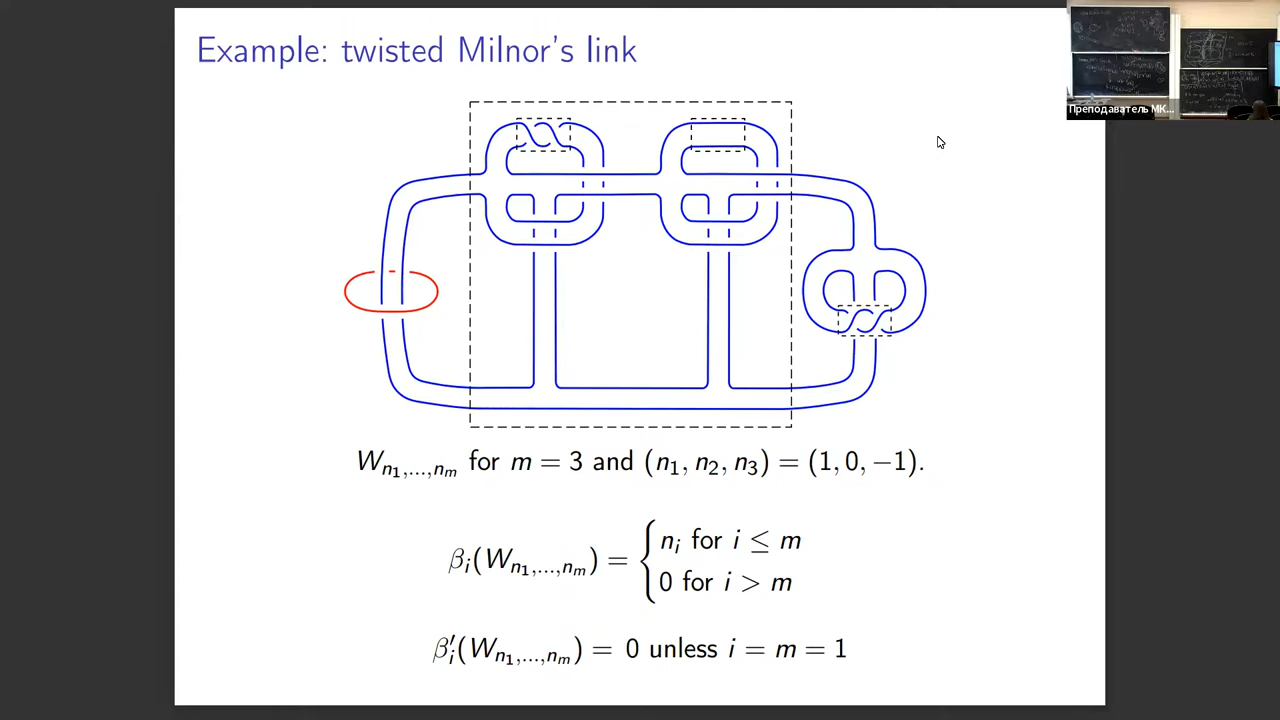 Example: twisted Milnor's link
Преподаватель МК...
W_{n_1,...,n_m} for m = 3 and (n_1, n_2, n_3) = (1, 0, −1).
β_i(W_{n_1,...,n_m}) = { n_i for i ≤ m
0 for i > m
β′_i(W_{n_1,...,n_m}) = 0 unless i = m = 1